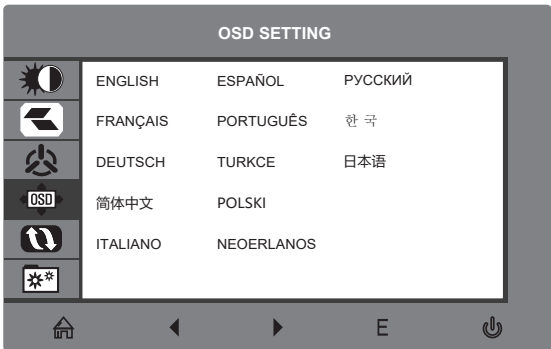 OSD SETTING
ENGLISH ESPAÑOL РУССКИЙ
FRANÇAIS PORTUGUÊS 한 국
DEUTSCH TURKCE 日本语
OSD
简体中文 POLSKI
ITALIANO NEOERLANOS
E